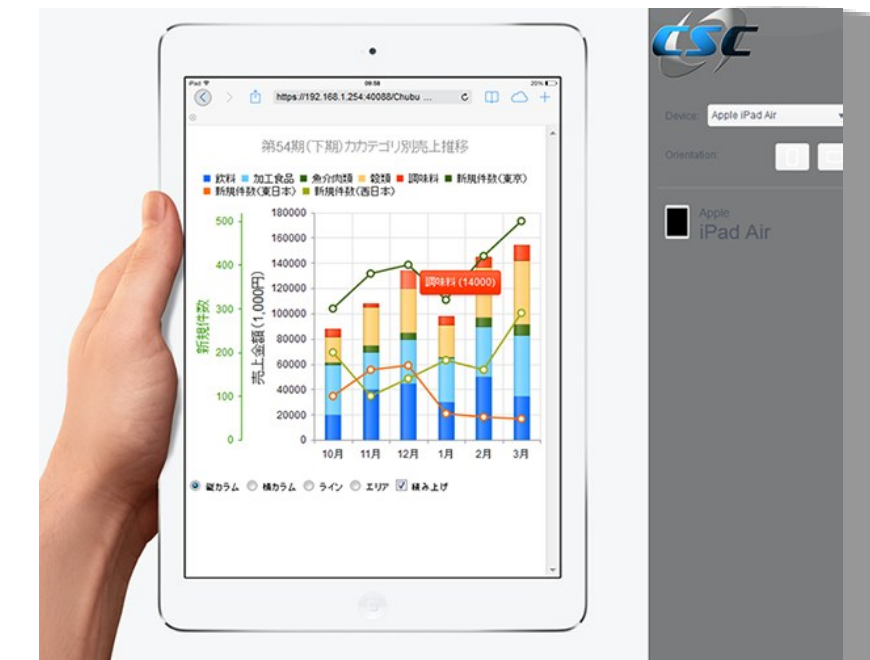 CSC
iPad 09:58 20%
https://192.168.1.254:40088/Chubu ...
Device: Apple iPad Air
Orientation:
Apple
iPad Air
第54期(下期)カカテゴリ別売上推移
飲料 加工食品 魚介肉類 穀類 調味料 新規件数(東京)
新規件数(東日本) 新規件数(西日本)
新規件数
500
400
300
200
100
0
売上金額(1,000円)
180000
160000
140000
120000
100000
80000
60000
40000
20000
0
調味料 (14000)
10月 11月 12月 1月 2月 3月
縦カラム 横カラム ライン エリア 積み上げ